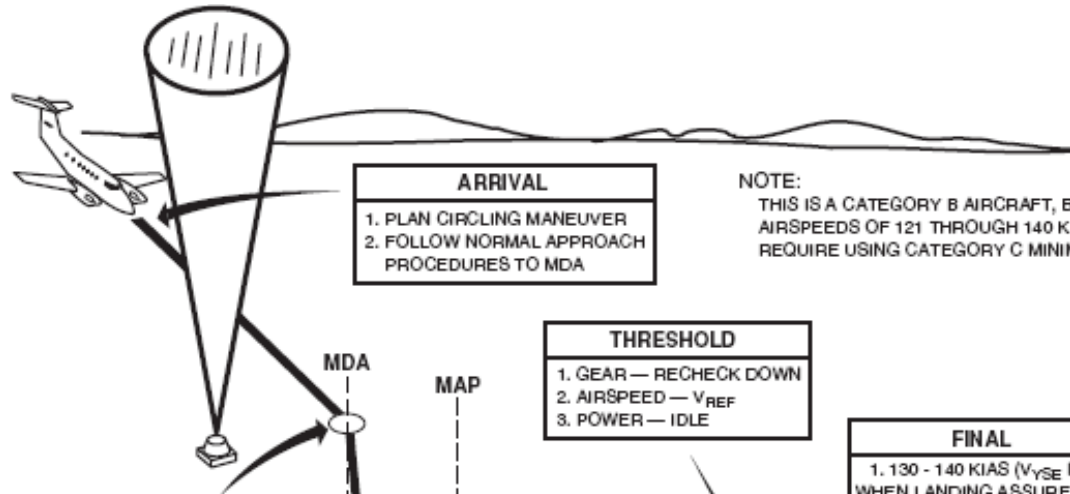 ARRIVAL
1. PLAN CIRCLING MANEUVER
2. FOLLOW NORMAL APPROACH
PROCEDURES TO MDA
NOTE:
THIS IS A CATEGORY B AIRCRAFT,
AIRSPEEDS OF 121 THROUGH 140
REQUIRE USING CATEGORY C
THRESHOLD
1. GEAR — RECHECK DOWN
2. AIRSPEED — VREF
3. POWER — IDLE
MDA
MAP
FINAL
1. 130 - 140 KIAS (VYSE
WHEN LANDING